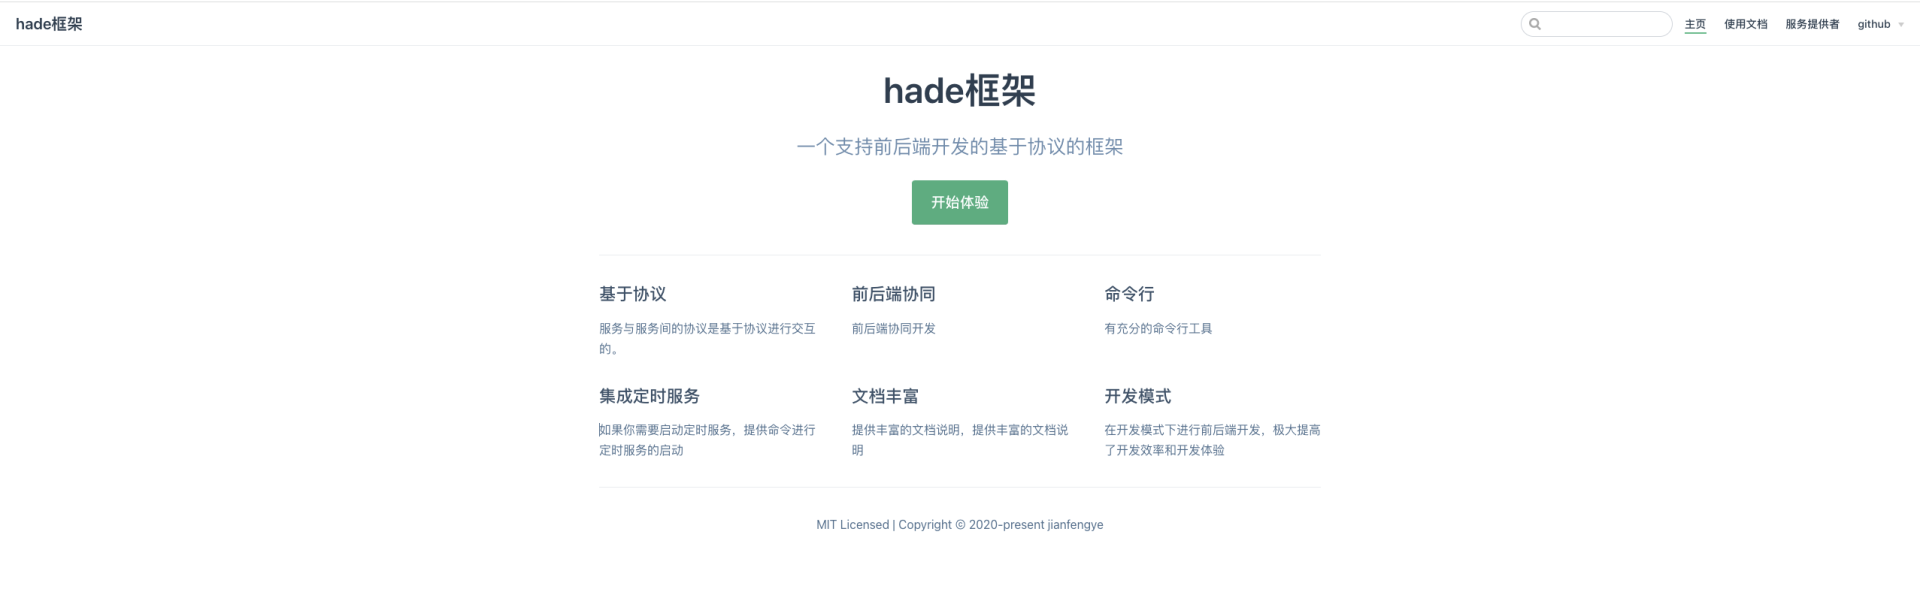 hade框架
主页 使用文档 服务提供者 github
hade框架
一个支持前后端开发的基于协议的框架
开始体验
基于协议
服务与服务间的协议是基于协议进行交互
的。
前后端协同
前后端协同开发
命令行
有充分的命令行工具
集成定时服务
如果你需要启动定时服务，提供命令进行
定时服务的启动
文档丰富
提供丰富的文档说明，提供丰富的文档说
明
开发模式
在开发模式下进行前后端开发，极大提高
了开发效率和开发体验
MIT Licensed | Copyright © 2020-present jianfengye